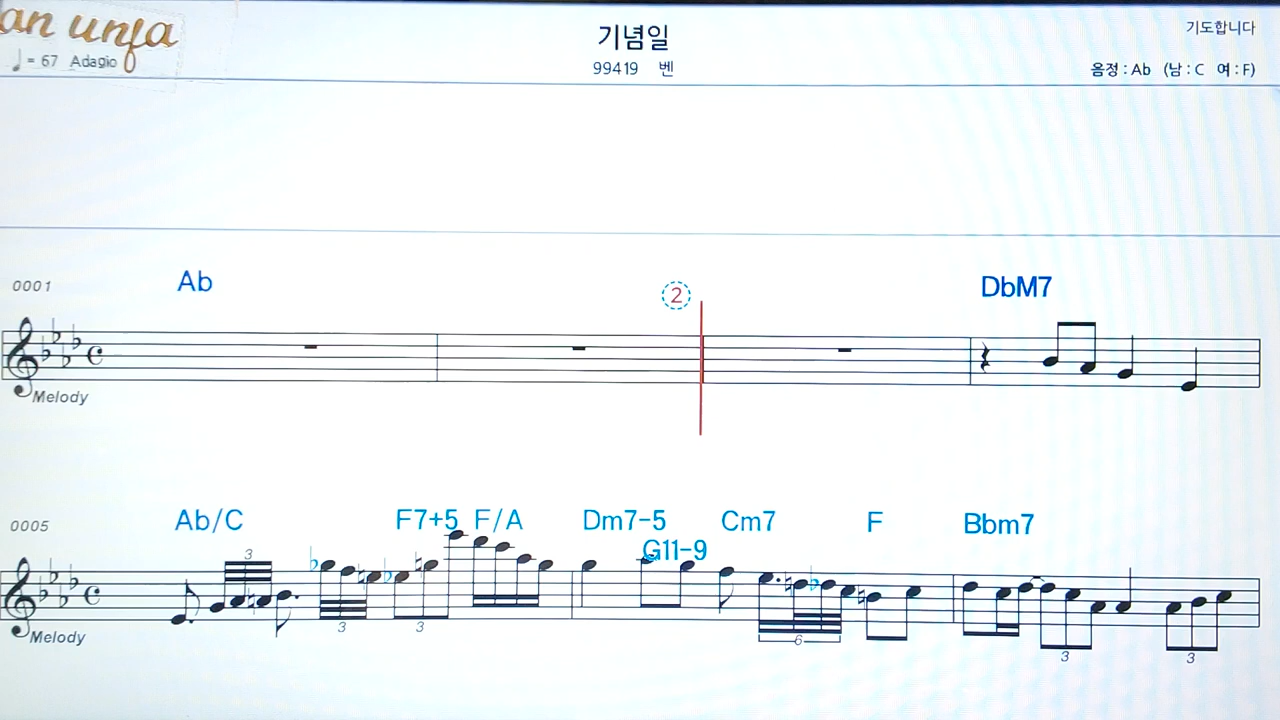 an unfa
♩ = 67 Adagio
기념일
99419 벤
기도합니다
음정 : Ab (남 : C 여 : F)
0001
Ab
2
DbM7
Melody
0005
Ab/C
F7+5
F/A
Dm7-5
G11-9
Cm7
F
Bbm7
3
3
3
6
3
3
Melody